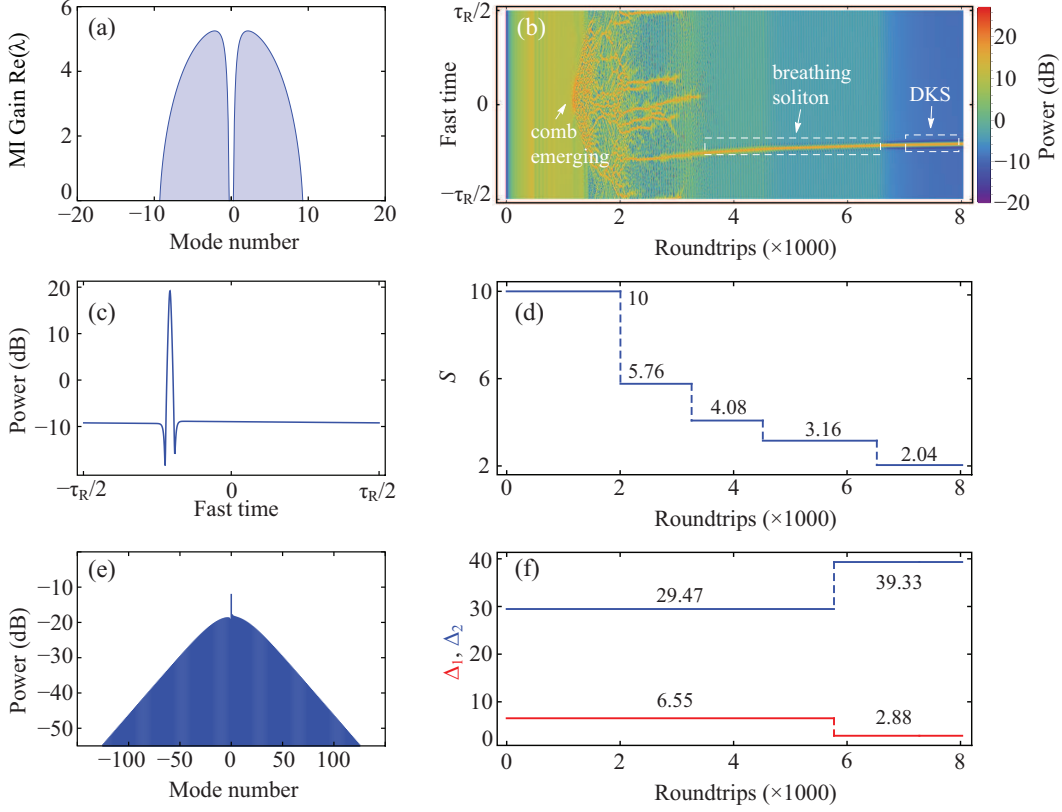 (a)
MI Gain Re(λ)
6
4
2
0
−20
−10
0
10
20
Mode number
(b)
Fast time
τR/2
0
−τR/2
comb
emerging
breathing
soliton
DKS
0
2
4
6
8
Roundtrips (×1000)
20
10
0
−10
−20
Power (dB)
(c)
Power (dB)
20
10
0
−10
−τR/2
0
τR/2
Fast time
(d)
S
10
6
2
10
5.76
4.08
3.16
2.04
0
2
4
6
8
Roundtrips (×1000)
(e)
Power (dB)
−10
−20
−30
−40
−50
−100
−50
0
50
100
Mode number
(f)
Δ1, Δ2
40
30
20
10
0
29.47
39.33
6.55
2.88
0
2
4
6
8
Roundtrips (×1000)